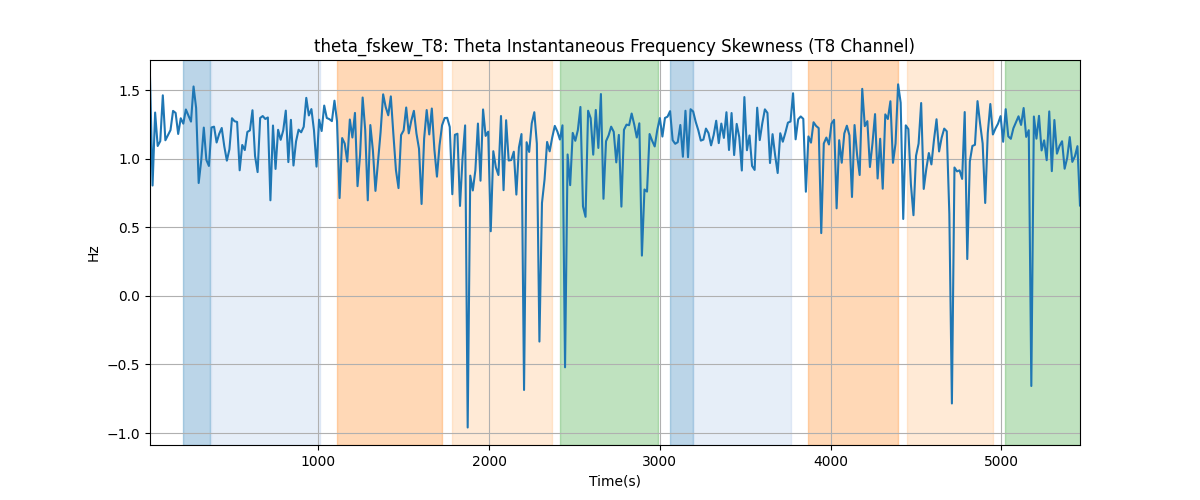 theta_fskew_T8: Theta Instantaneous Frequency Skewness (T8 Channel)
1.5
1.0
0.5
0.0
−0.5
−1.0
Hz
1000 2000 3000 4000 5000
Time(s)